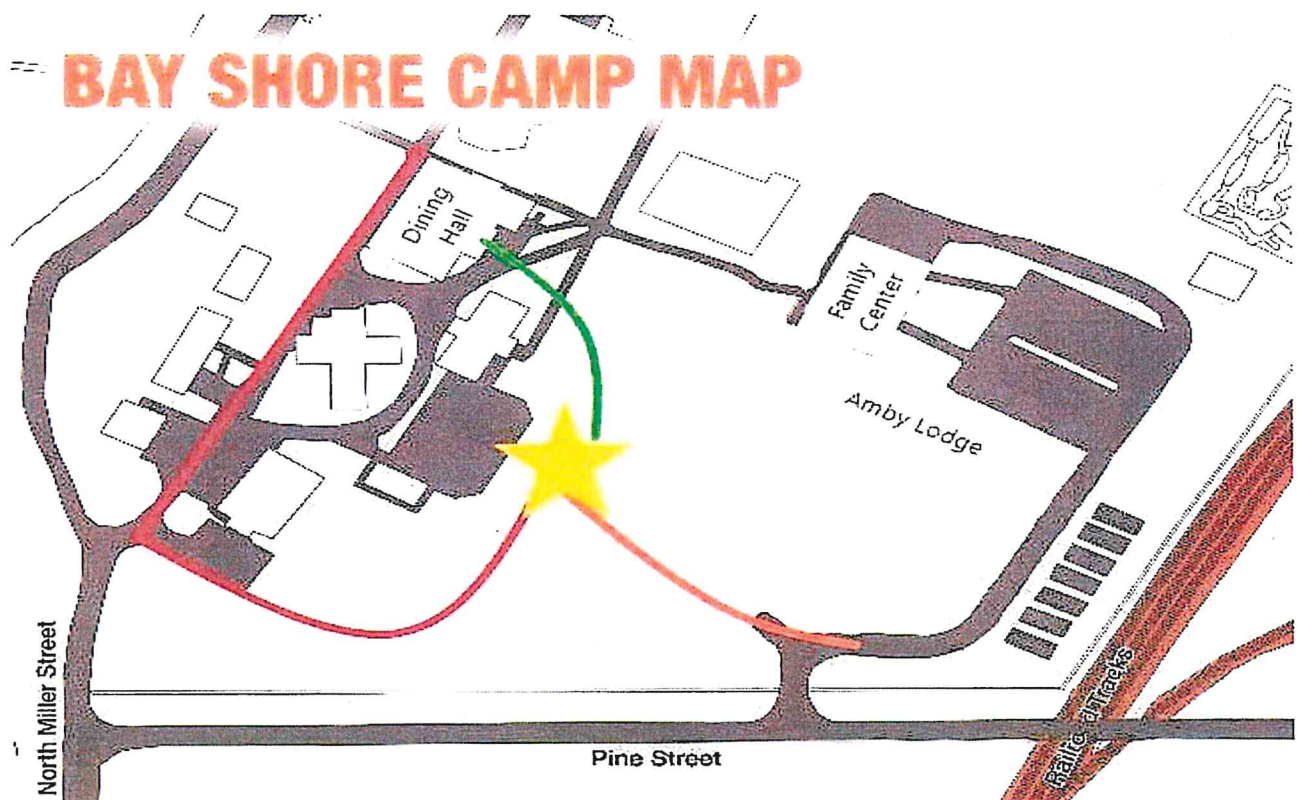 BAY SHORE CAMP MAP
Dining
Hall
Family
Center
Amby Lodge
North Miller Street
Pine Street
Railroad Tracks